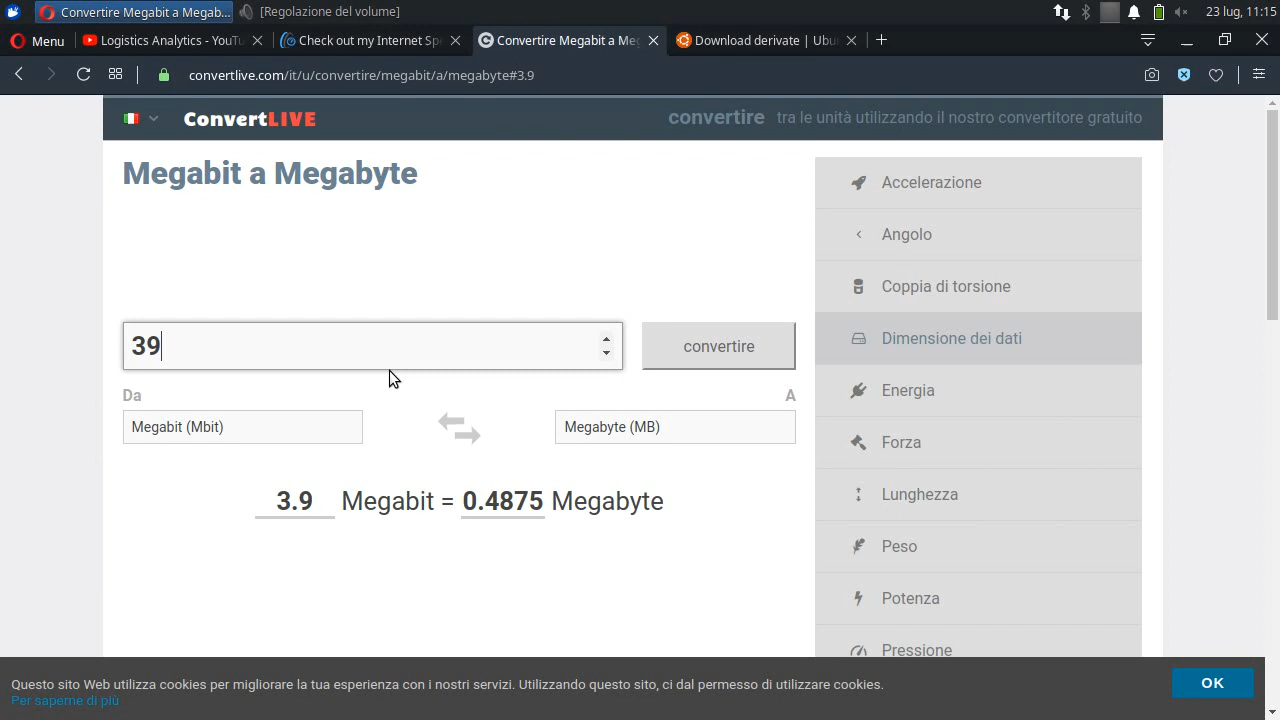 Convertire Megabit a Megab...
[Regolazione del volume]
23 lug, 11:15
Menu
Logistics Analytics - YouTu
Check out my Internet Spe
Convertire Megabit a Meg
Download derivate | Ubu
convertlive.com/it/u/convertire/megabit/a/megabyte#3.9
ConvertLIVE
convertire tra le unità utilizzando il nostro convertitore gratuito
Megabit a Megabyte
39
convertire
Da
A
Megabit (Mbit)
Megabyte (MB)
3.9 Megabit = 0.4875 Megabyte
Accelerazione
Angolo
Coppia di torsione
Dimensione dei dati
Energia
Forza
Lunghezza
Peso
Potenza
Pressione
Questo sito Web utilizza cookies per migliorare la tua esperienza con i nostri servizi. Utilizzando questo sito, ci dal permesso di utilizzare cookies.
Per saperne di più
OK